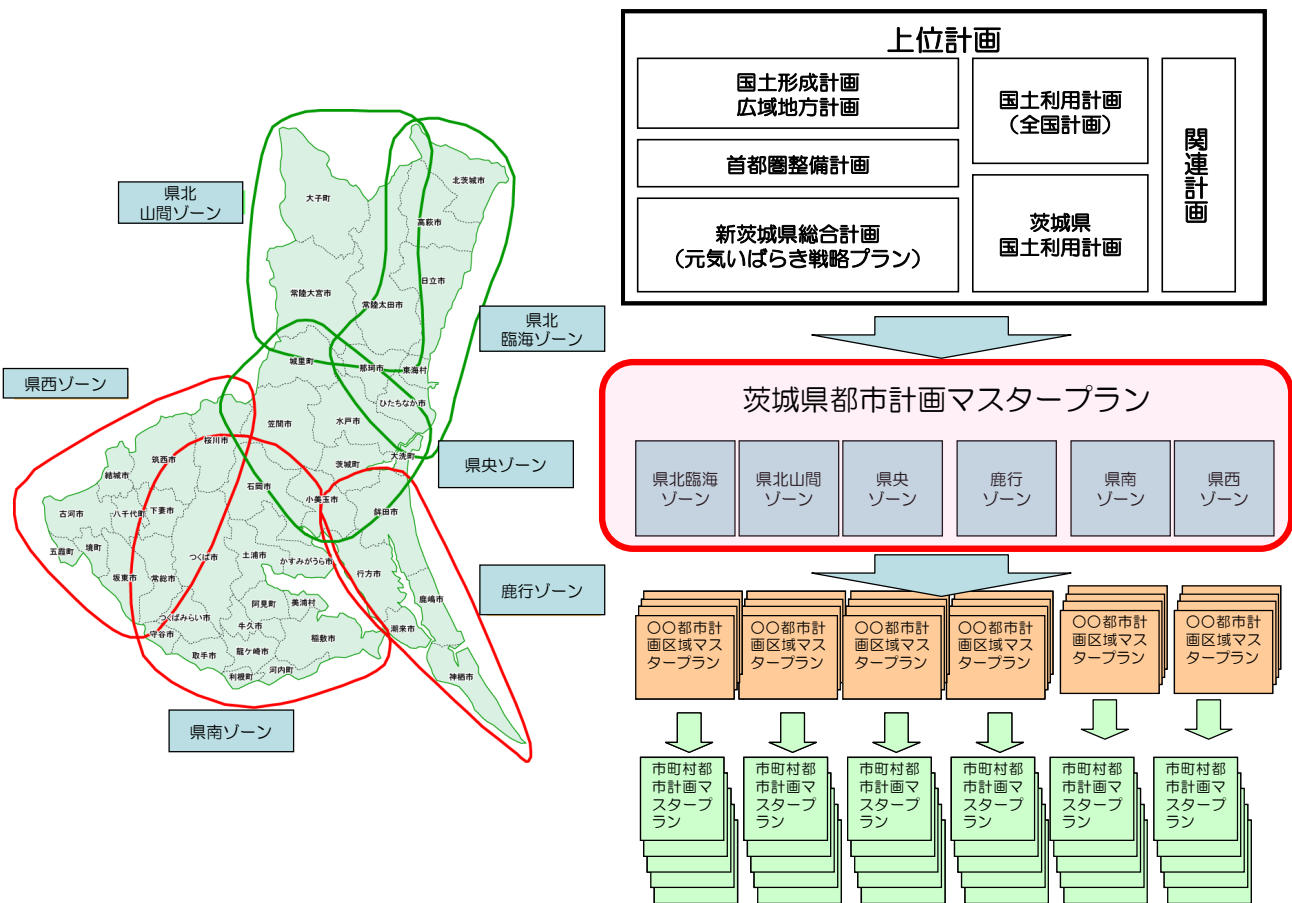 県北
山間ゾーン
県北
臨海ゾーン
県西ゾーン
県央ゾーン
鹿行ゾーン
県南ゾーン
大子町
北茨城市
高萩市
日立市
常陸大宮市
常陸太田市
城里町
那珂市
東海村
ひたちなか市
笠間市
水戸市
大洗町
茨城町
桜川市
筑西市
結城市
石岡市
小美玉市
鉾田市
古河市
八千代町
下妻市
五霞町
境町
つくば市
土浦市
かすみがうら市
行方市
坂東市
常総市
鹿嶋市
阿見町
美浦村
つくばみらい市
牛久市
潮来市
守谷市
稲敷市
取手市
龍ケ崎市
河内町
利根町
神栖市
上位計画
国土形成計画
広域地方計画
首都圏整備計画
新茨城県総合計画
（元気いばらき戦略プラン）
国土利用計画
（全国計画）
茨城県
国土利用計画
関連計画
茨城県都市計画マスタープラン
県北臨海
ゾーン
県北山間
ゾーン
県央
ゾーン
鹿行
ゾーン
県南
ゾーン
県西
ゾーン
〇〇都市計
画区域マス
タープラン
〇〇都市計
画区域マス
タープラン
〇〇都市計
画区域マス
タープラン
〇〇都市計
画区域マス
タープラン
〇〇都市計
画区域マス
タープラン
〇〇都市計
画区域マス
タープラン
市町村都
市計画マ
スタープ
ラン
市町村都
市計画マ
スタープ
ラン
市町村都
市計画マ
スタープ
ラン
市町村都
市計画マ
スタープ
ラン
市町村都
市計画マ
スタープ
ラン
市町村都
市計画マ
スタープ
ラン